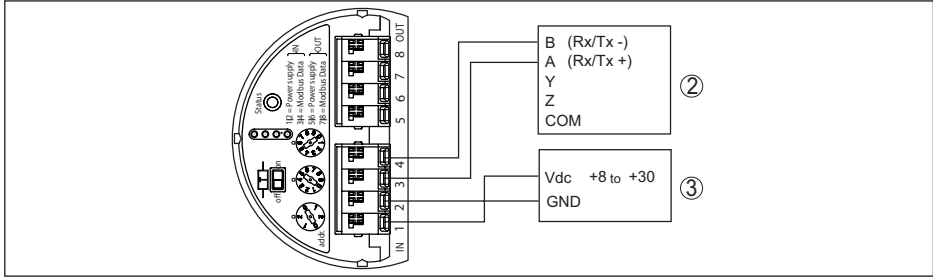 OUT
8
7
6
5
4
3
2
1
IN
Status
1|2 = Power supply
3|4 = Modbus Data
IN
5|6 = Power supply
7|8 = Modbus Data
OUT
on
off
addr.
B (Rx/Tx -)
A (Rx/Tx +)
Y
Z
COM
②
Vdc +8 to +30
GND
③